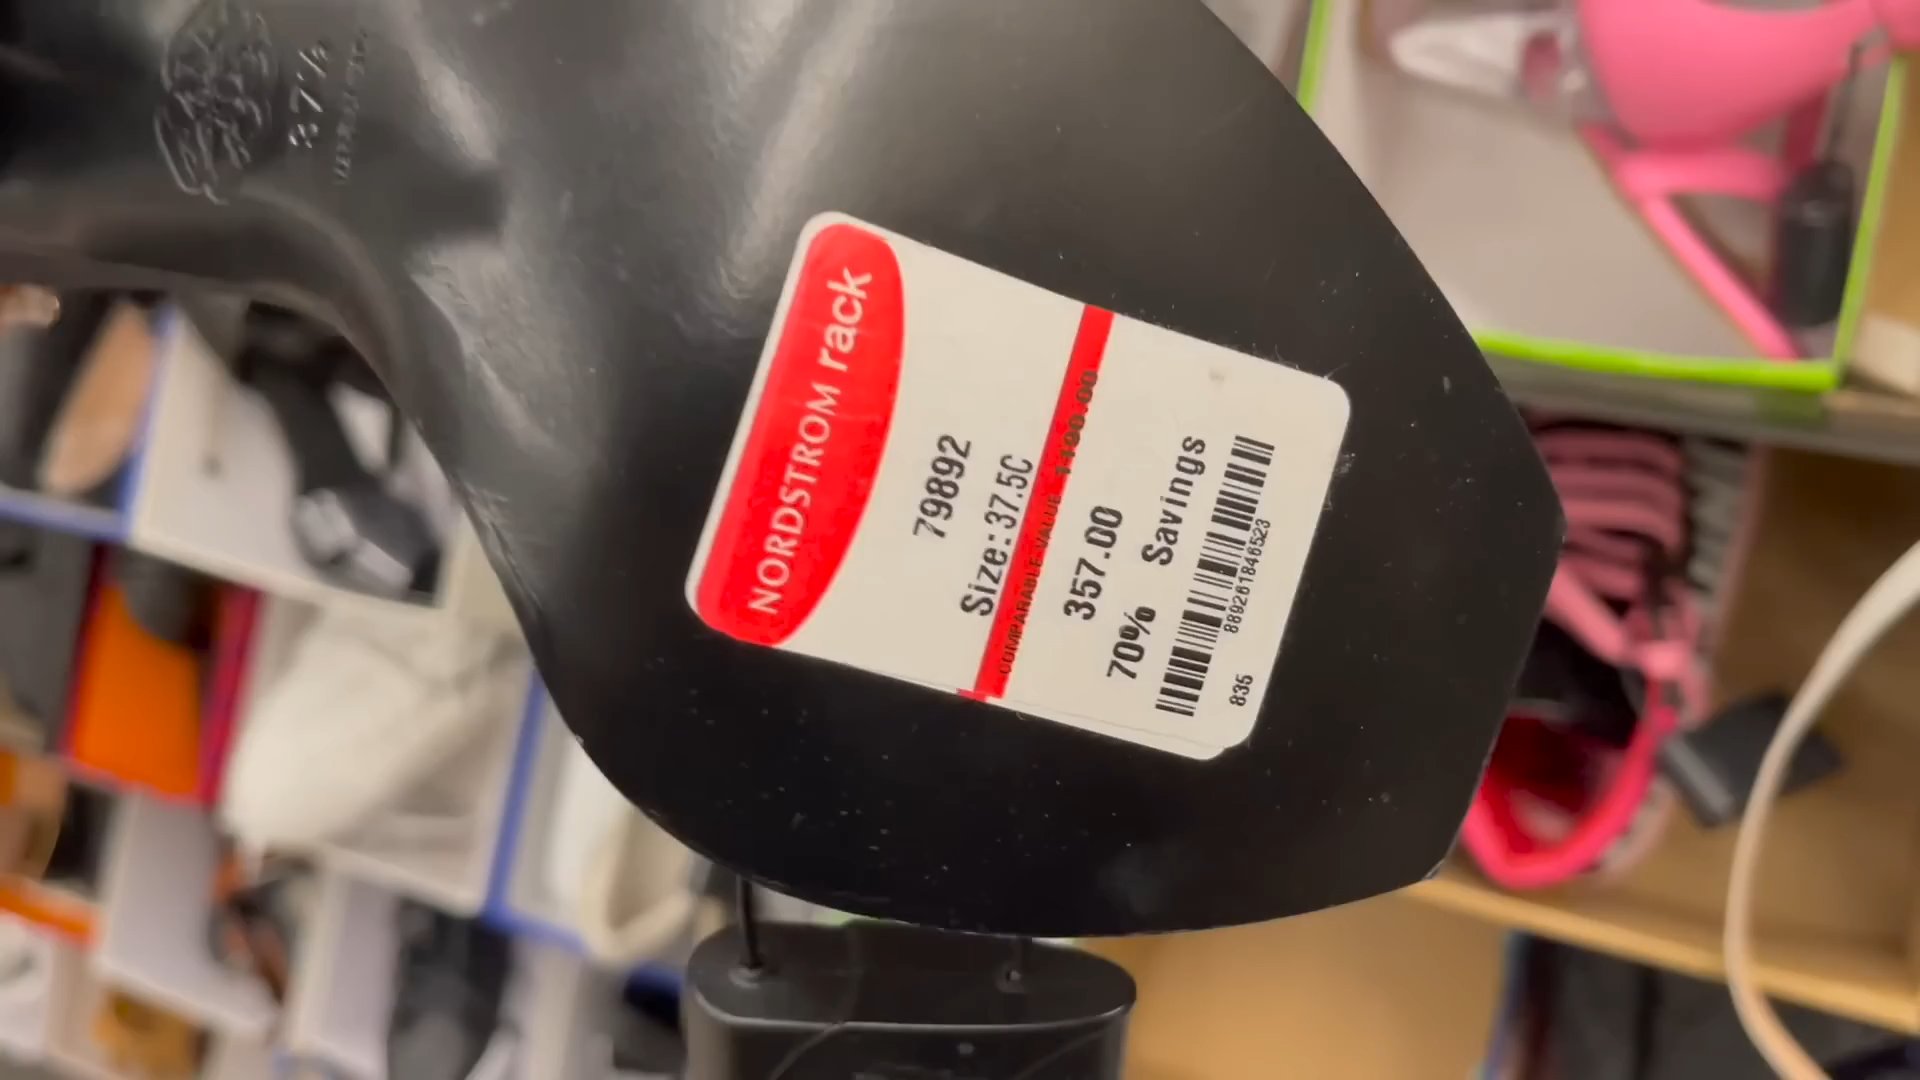 37½
NORDSTROM rack
79892
Size:37.5C
COMPARABLE VALUE 1190.00
357.00
70% Savings
889261846523
835